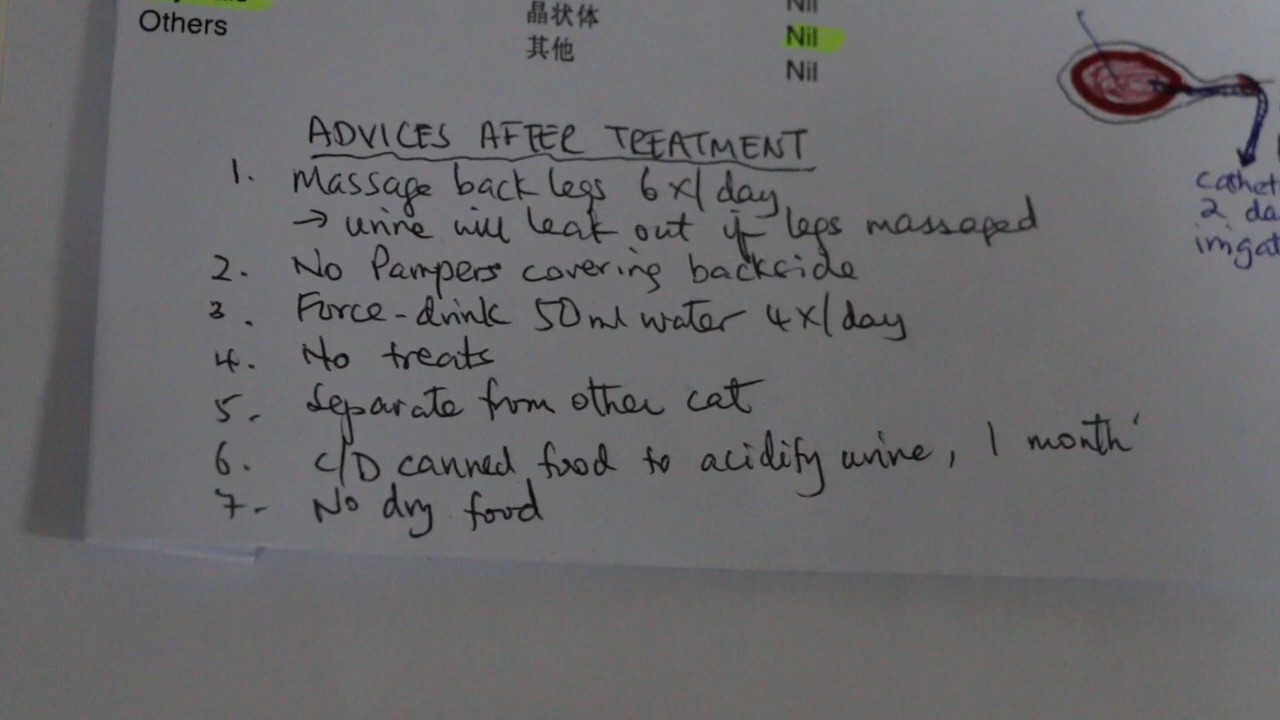 Others
晶状体
其他
Nil
Nil
Nil
ADVICES AFTER TREATMENT
1. Massage back legs 6x/day
→ urine will leak out if legs massaged
2. No Pampers covering backside
3. Force-drink 50ml water 4x/day
4. No treats
5. Separate from other cat
6. C/D canned food to acidify urine, 1 month
7. No dry food
cathet
2 da
irrigat